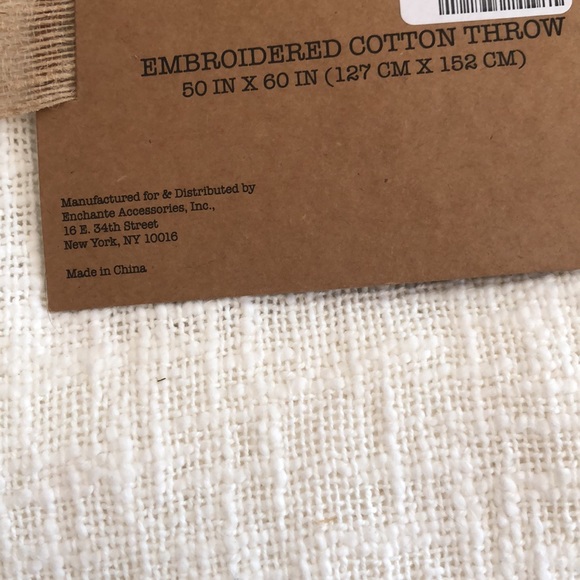 EMBROIDERED COTTON THROW
50 IN X 60 IN (127 CM X 152 CM)
Manufactured for & Distributed by
Enchante Accessories, Inc.,
16 E. 34th Street
New York, NY 10016
Made in China